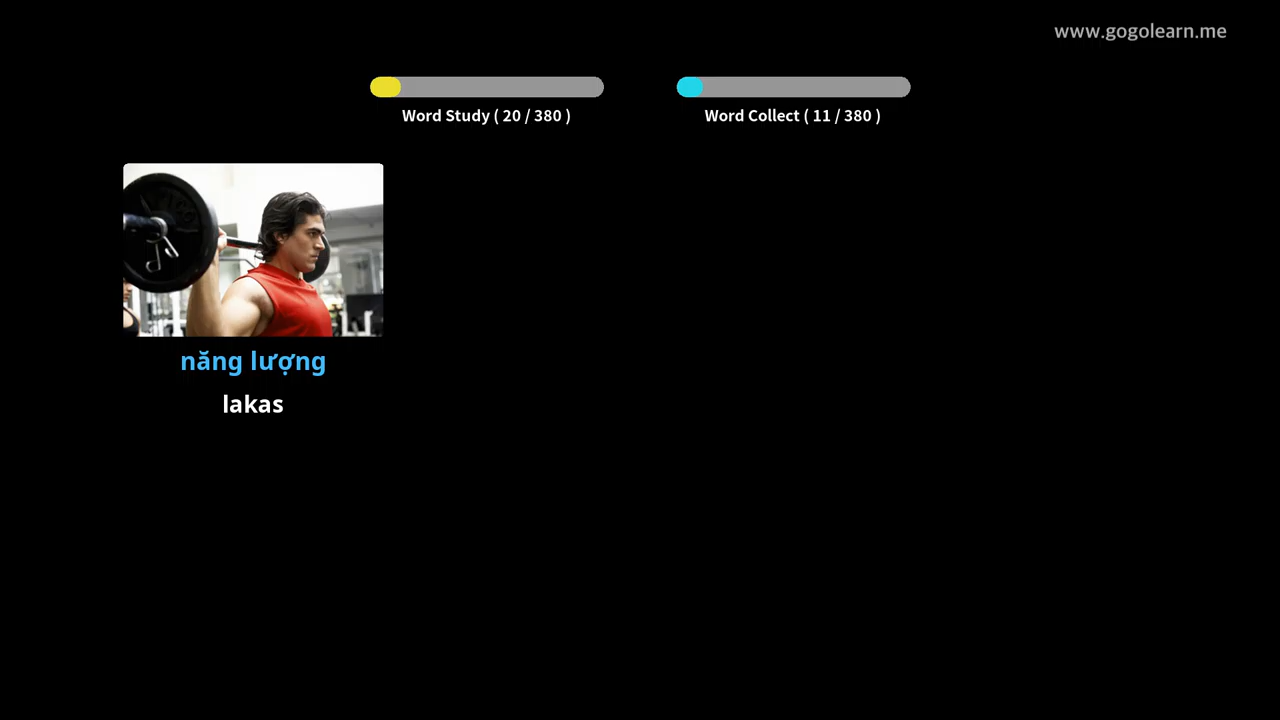 www.gogolearn.me
Word Study ( 20 / 380 )
Word Collect ( 11 / 380 )
năng lượng
lakas